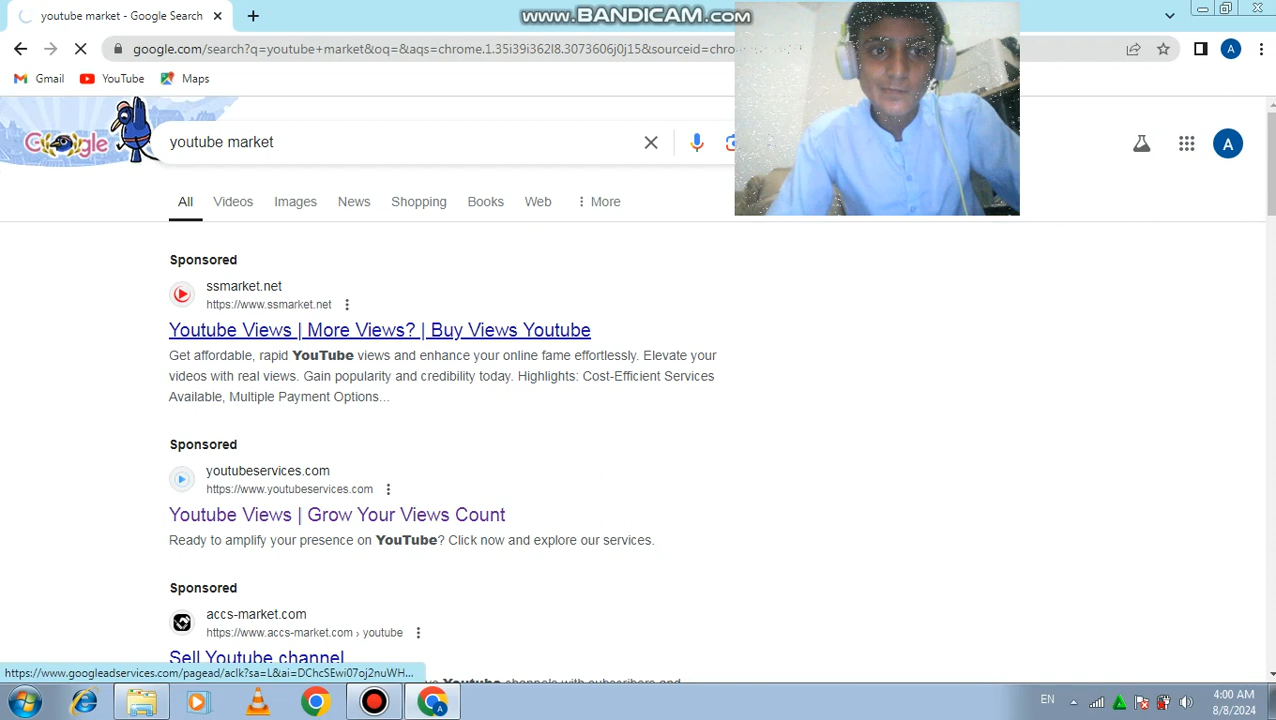 youtube market - Google Search
www.BANDICAM.com
google.com/search?q=youtube+market&oq=&aqs=chrome.1.35i39i362l8.3073606j0j15&sourceid=chro
A
Gmail
YouTube
Maps
Google
youtube market
A
All
Videos
Images
News
Shopping
Books
Web
More
Sponsored
ssmarket.net
https://www.ssmarket.net
Youtube Views | More Views? | Buy Views Youtube
Get affordable, rapid YouTube views and enhance your online fame effortlessly. Elevate your
videos with real views. Gain popularity and credibility today. Highlights: Cost-Efficient Services
Available, Multiple Payment Options...
Sponsored
youtubeservices.com
https://www.youtubeservices.com
Youtube Views | Grow Your Views Count
Ready to amplify your presence on YouTube? Click now and explore our services.
Sponsored
accs-market.com
https://www.accs-market.com › youtube
Sell Youtube channel
Youtube channels with subscribers and
https://www.googleadservices.com/pagead/aclk?sa=L&ai=DChcSEwi07oj2nuWH...
A
EN
4:00 AM
8/8/2024